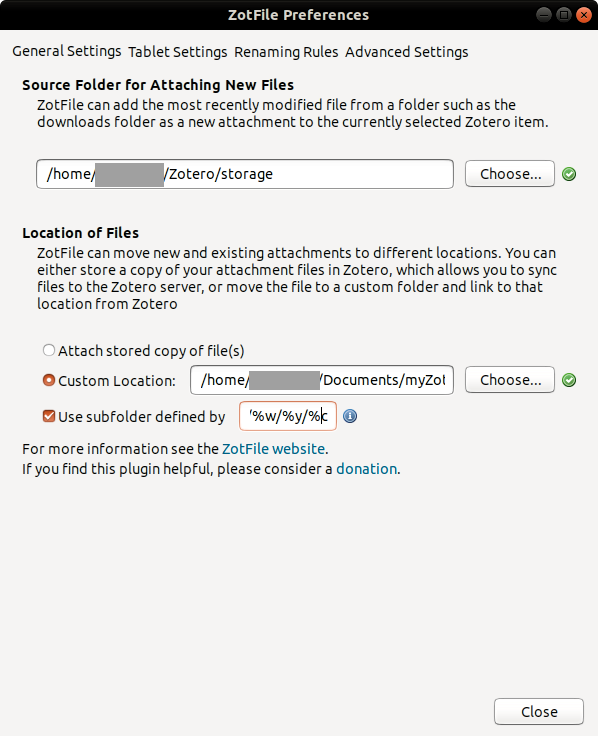 ZotFile Preferences
General Settings Tablet Settings Renaming Rules Advanced Settings
Source Folder for Attaching New Files
ZotFile can add the most recently modified file from a folder such as the
downloads folder as a new attachment to the currently selected Zotero item.
/home/ /Zotero/storage Choose...
Location of Files
ZotFile can move new and existing attachments to different locations. You can
either store a copy of your attachment files in Zotero, which allows you to sync
files to the Zotero server, or move the file to a custom folder and link to that
location from Zotero
Attach stored copy of file(s)
Custom Location: /home/ /Documents/myZot Choose...
Use subfolder defined by /%w/%y/%c
For more information see the ZotFile website.
If you find this plugin helpful, please consider a donation.
Close